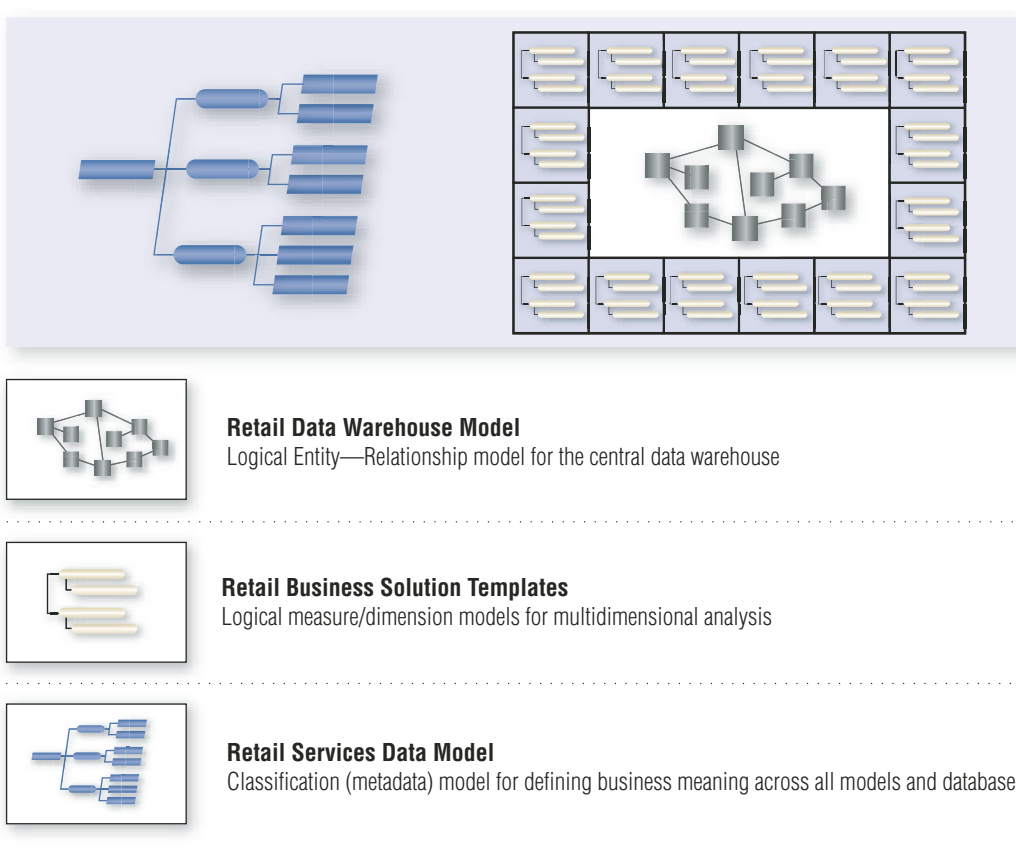 Retail Data Warehouse Model
Logical Entity—Relationship model for the central data warehouse
Retail Business Solution Templates
Logical measure/dimension models for multidimensional analysis
Retail Services Data Model
Classification (metadata) model for defining business meaning across all models and database